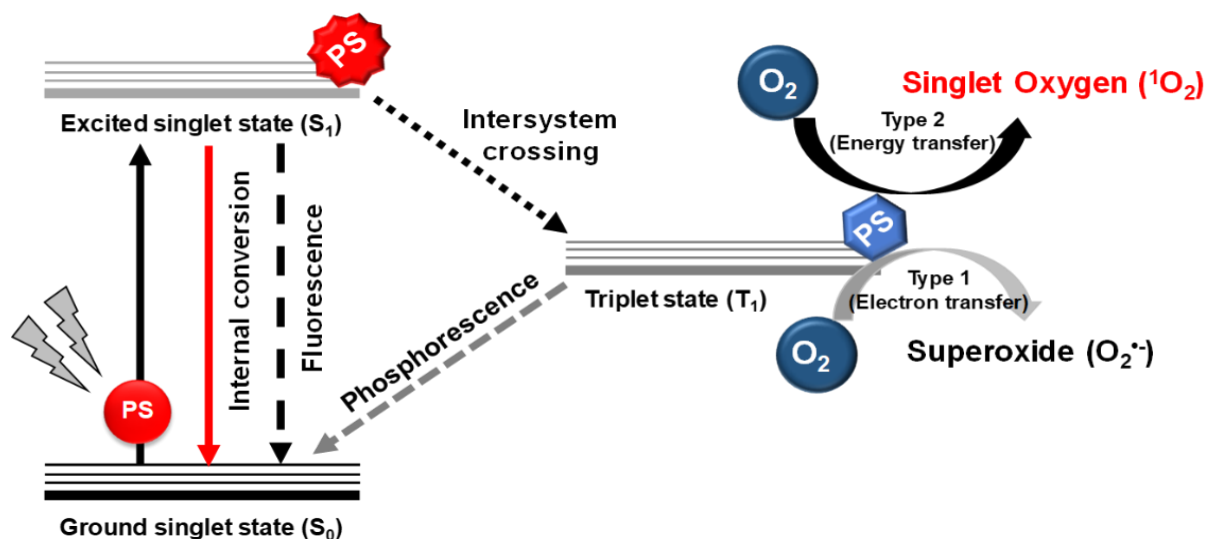 PS
Excited singlet state (S₁)
Internal conversion
Fluorescence
PS
Ground singlet state (S₀)
Intersystem
crossing
Phosphorescence
Triplet state (T₁)
PS
O₂
Singlet Oxygen (¹O₂)
Type 2
(Energy transfer)
Type 1
(Electron transfer)
O₂
Superoxide (O₂•-)